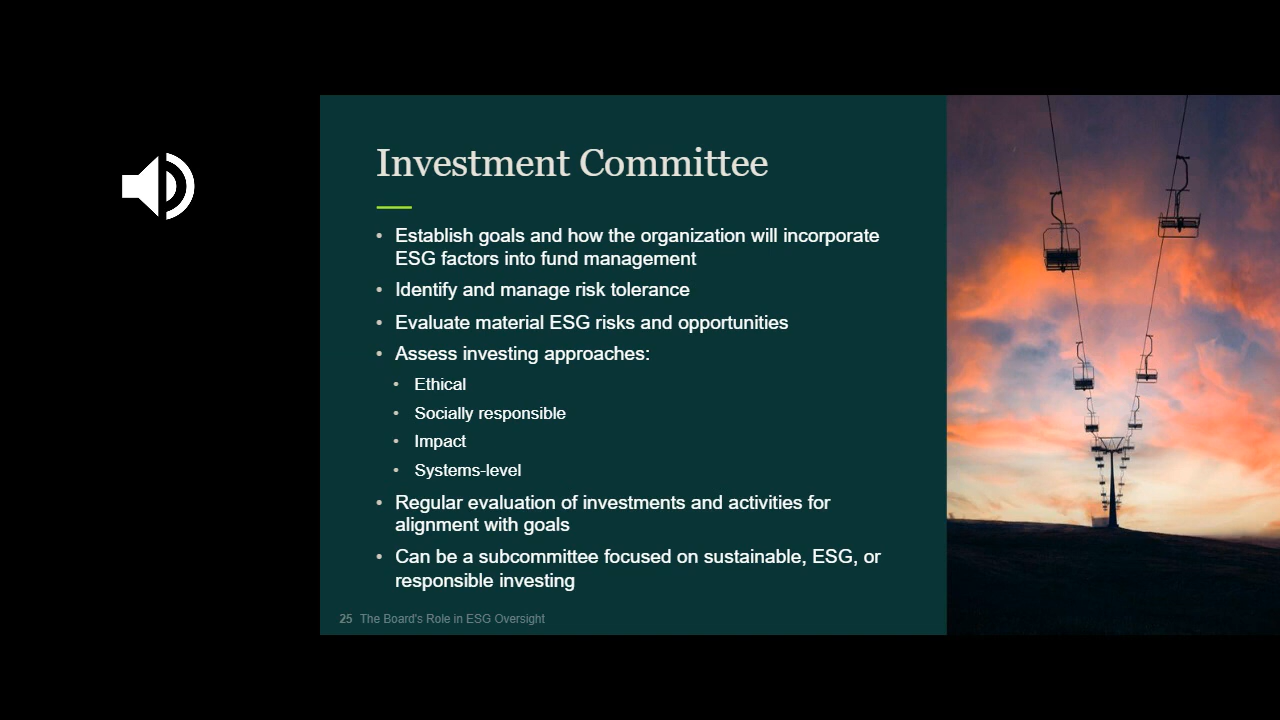 Investment Committee
• Establish goals and how the organization will incorporate
ESG factors into fund management
• Identify and manage risk tolerance
• Evaluate material ESG risks and opportunities
• Assess investing approaches:
• Ethical
• Socially responsible
• Impact
• Systems-level
• Regular evaluation of investments and activities for
alignment with goals
• Can be a subcommittee focused on sustainable, ESG, or
responsible investing
25 The Board's Role in ESG Oversight